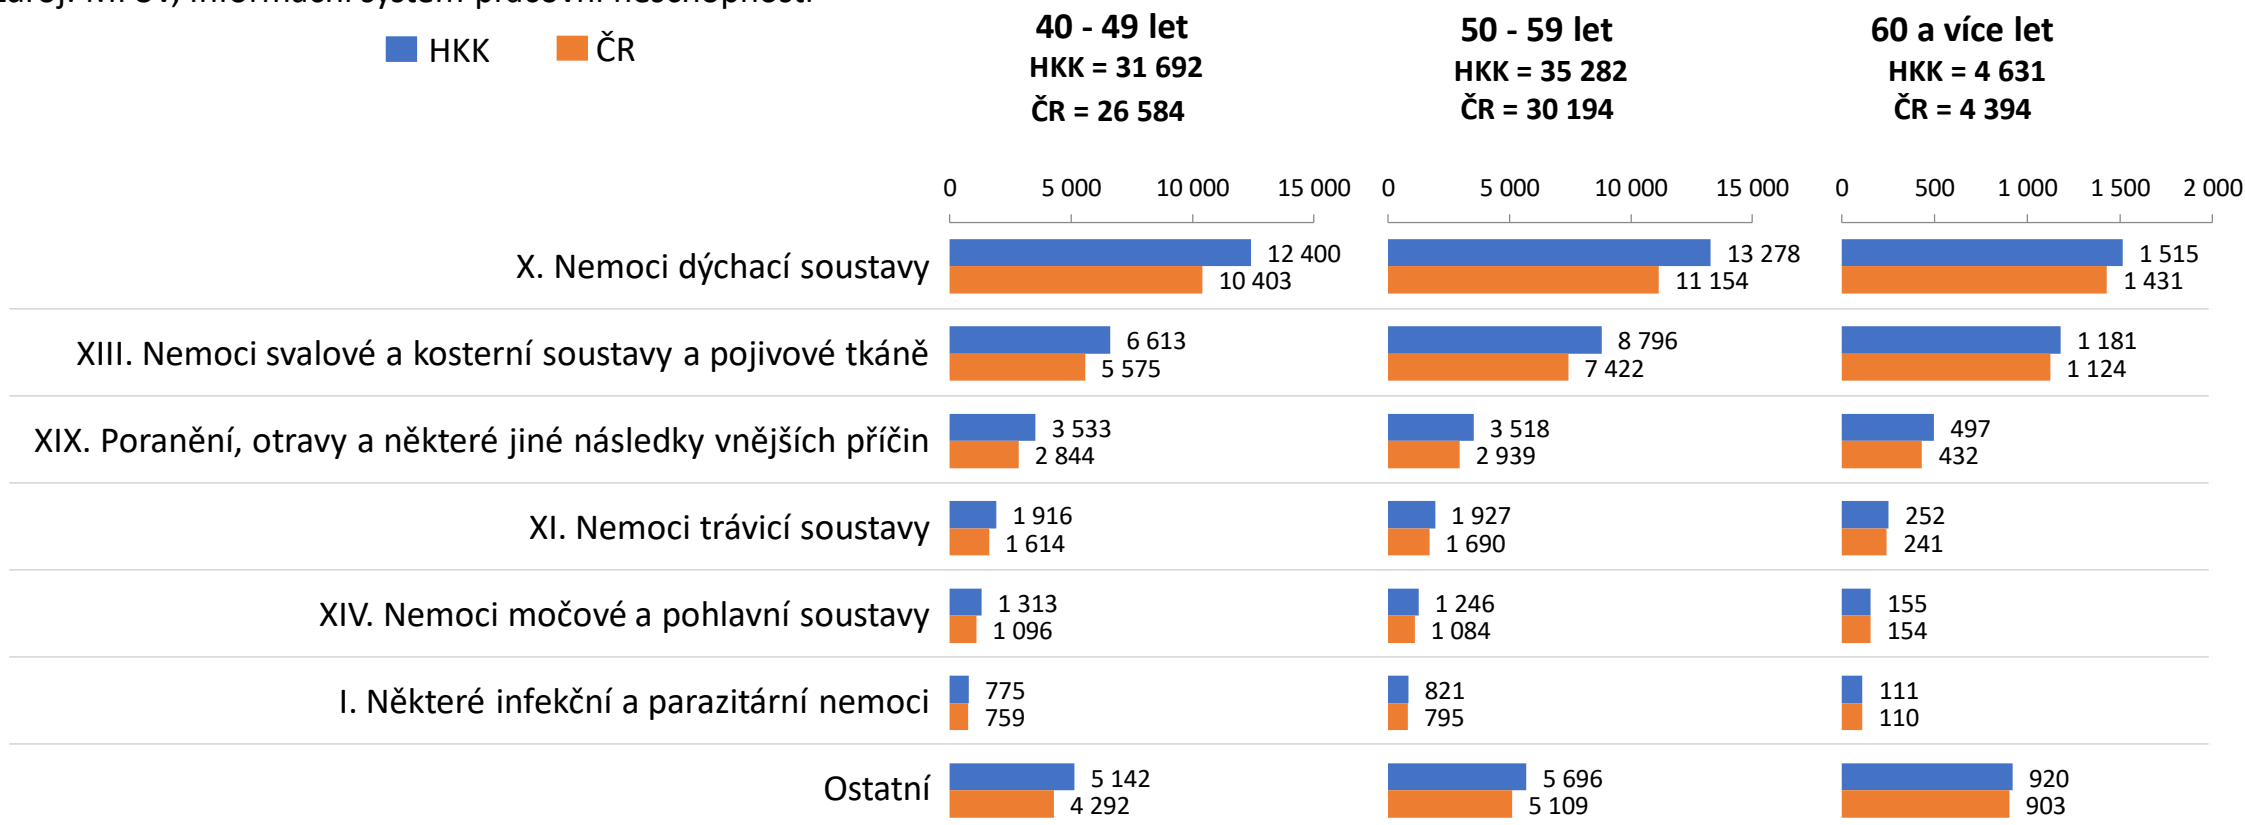 HKK ČR
40 - 49 let
HKK = 31 692
ČR = 26 584
50 - 59 let
HKK = 35 282
ČR = 30 194
60 a více let
HKK = 4 631
ČR = 4 394
0 5 000 10 000 15 000 0 5 000 10 000 15 000 0 500 1 000 1 500 2 000
X. Nemoci dýchací soustavy
12 400 13 278 1 515
10 403 11 154 1 431
XIII. Nemoci svalové a kosterní soustavy a pojivové tkáně
6 613 8 796 1 181
5 575 7 422 1 124
XIX. Poranění, otravy a některé jiné následky vnějších příčin
3 533 3 518 497
2 844 2 939 432
XI. Nemoci trávicí soustavy
1 916 1 927 252
1 614 1 690 241
XIV. Nemoci močové a pohlavní soustavy
1 313 1 246 155
1 096 1 084 154
I. Některé infekční a parazitární nemoci
775 821 111
759 795 110
Ostatní
5 142 5 696 920
4 292 5 109 903